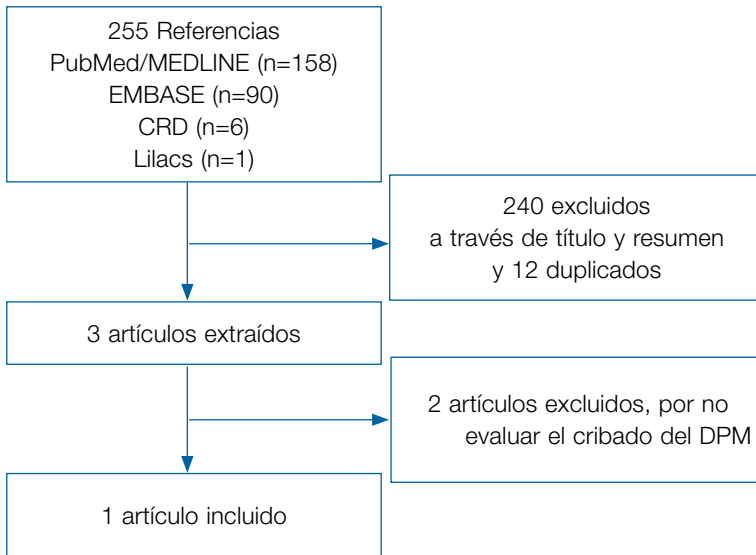 255 Referencias
PubMed/MEDLINE (n=158)
EMBASE (n=90)
CRD (n=6)
Lilacs (n=1)
240 excluidos
a través de título y resumen
y 12 duplicados
3 artículos extraídos
2 artículos excluidos, por no
evaluar el cribado del DPM
1 artículo incluido